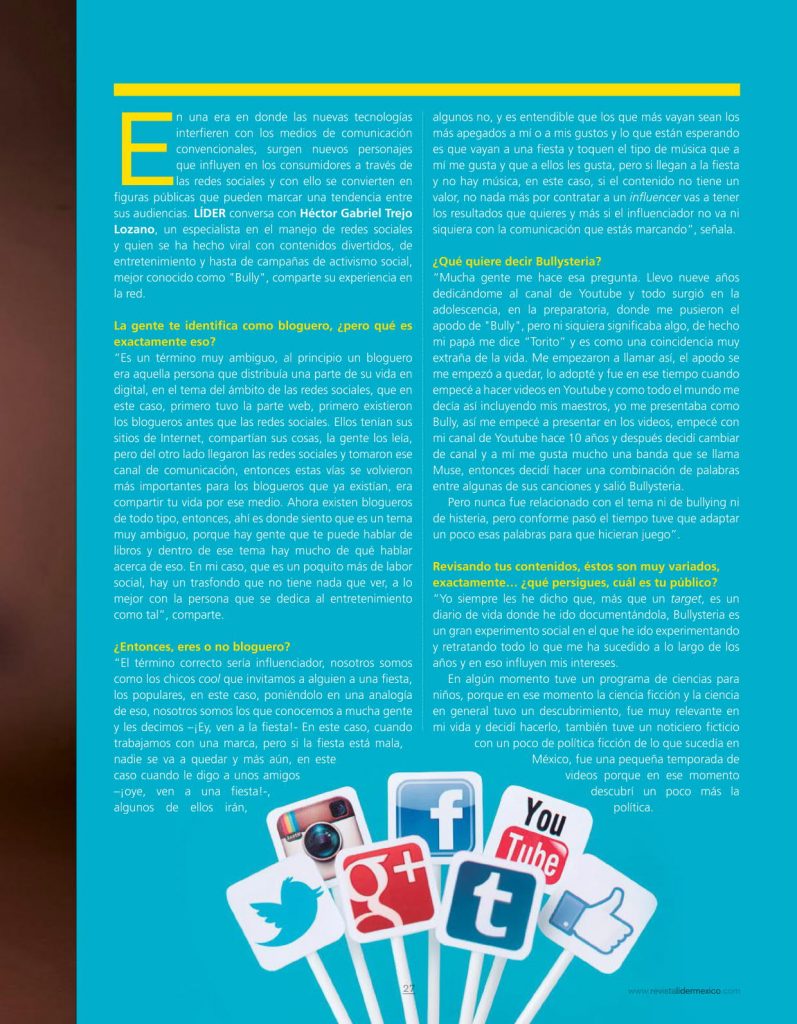 En una era en donde las nuevas tecnologías
interfieren con los medios de comunicación
convencionales, surgen nuevos personajes
que influyen en los consumidores a través de
las redes sociales y con ello se convierten en
figuras públicas que pueden marcar una tendencia entre
sus audiencias. LÍDER conversa con Héctor Gabriel Trejo
Lozano, un especialista en el manejo de redes sociales
y quien se ha hecho viral con contenidos divertidos, de
entretenimiento y hasta de campañas de activismo social,
mejor conocido como "Bully", comparte su experiencia en
la red.
La gente te identifica como bloguero, ¿pero qué es
exactamente eso?
“Es un término muy ambiguo, al principio un bloguero
era aquella persona que distribuía una parte de su vida en
digital, en el tema del ámbito de las redes sociales, que en
este caso, primero tuvo la parte web, primero existieron
los blogueros antes que las redes sociales. Ellos tenían sus
sitios de Internet, compartían sus cosas, la gente los leía,
pero del otro lado llegaron las redes sociales y tomaron ese
canal de comunicación, entonces estas vías se volvieron
más importantes para los blogueros que ya existían, era
compartir tu vida por ese medio. Ahora existen blogueros
de todo tipo, entonces, ahí es donde siento que es un tema
muy ambiguo, porque hay gente que te puede hablar de
libros y dentro de ese tema hay mucho de qué hablar
acerca de eso. En mi caso, que es un poquito más de labor
social, hay un trasfondo que no tiene nada que ver, a lo
mejor con la persona que se dedica al entretenimiento
como tal”, comparte.
¿Entonces, eres o no bloguero?
“El término correcto sería influenciador, nosotros somos
como los chicos cool que invitamos a alguien a una fiesta,
los populares, en este caso, poniéndolo en una analogía
de eso, nosotros somos los que conocemos a mucha gente
y les decimos –¡Ey, ven a la fiesta!- En este caso, cuando
trabajamos con una marca, pero si la fiesta está mala,
nadie se va a quedar y más aún, en este
caso cuando le digo a unos amigos
–¡oye, ven a una fiesta!-,
algunos de ellos irán,
algunos no, y es entendible que los que más vayan sean los
más apegados a mí o a mis gustos y lo que están esperando
es que vayan a una fiesta y toquen el tipo de música que a
mí me gusta y que a ellos les gusta, pero si llegan a la fiesta
y no hay música, en este caso, si el contenido no tiene un
valor, no nada más por contratar a un influencer vas a tener
los resultados que quieres y más si el influenciador no va ni
siquiera con la comunicación que estás marcando”, señala.
¿Qué quiere decir Bullysteria?
“Mucha gente me hace esa pregunta. Llevo nueve años
dedicándome al canal de Youtube y todo surgió en la
adolescencia, en la preparatoria, donde me pusieron el
apodo de "Bully", pero ni siquiera significaba algo, de hecho
mi papá me dice “Torito” y es como una coincidencia muy
extraña de la vida. Me empezaron a llamar así, el apodo se
me empezó a quedar, lo adopté y fue en ese tiempo cuando
empecé a hacer videos en Youtube y como todo el mundo me
decía así incluyendo mis maestros, yo me presentaba como
Bully, así me empecé a presentar en los videos, empecé con
mi canal de Youtube hace 10 años y después decidí cambiar
de canal y a mí me gusta mucho una banda que se llama
Muse, entonces decidí hacer una combinación de palabras
entre algunas de sus canciones y salió Bullysteria.
Pero nunca fue relacionado con el tema ni de bullying ni
de histeria, pero conforme pasó el tiempo tuve que adaptar
un poco esas palabras para que hicieran juego”.
Revisando tus contenidos, éstos son muy variados,
exactamente... ¿qué persigues, cuál es tu público?
“Yo siempre les he dicho que, más que un target, es un
diario de vida donde he ido documentándola, Bullysteria es
un gran experimento social en el que he ido experimentando
y retratando todo lo que me ha sucedido a lo largo de los
años y en eso influyen mis intereses.
En algún momento tuve un programa de ciencias para
niños, porque en ese momento la ciencia ficción y la ciencia
en general tuvo un descubrimiento, fue muy relevante en
mi vida y decidí hacerlo, también tuve un noticiero ficticio
con un poco de política ficción de lo que sucedía en
México, fue una pequeña temporada de
videos porque en ese momento
descubrí un poco más la
política.
f
You
Tube
g+
t
27
www.revistalidermexico.com